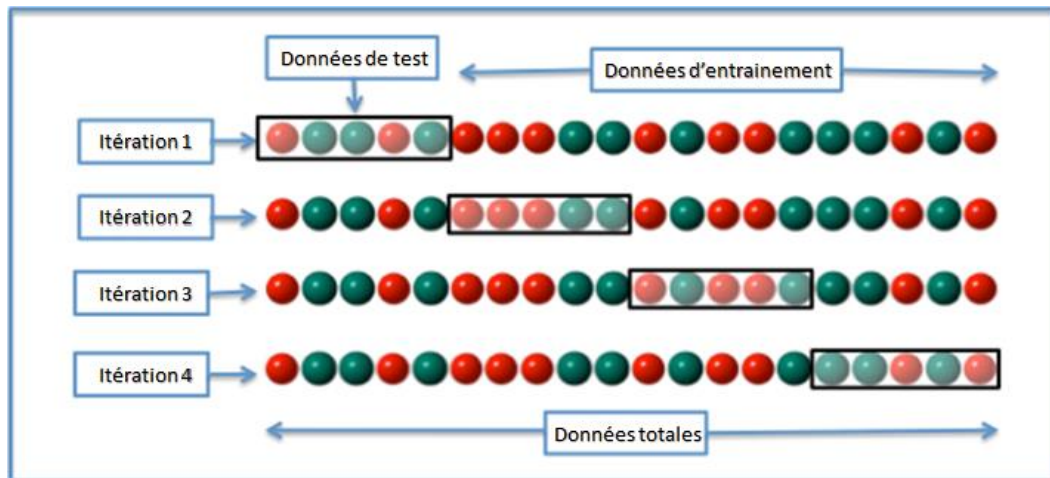 Données de test
Données d'entrainement
Itération 1
Itération 2
Itération 3
Itération 4
Données totales